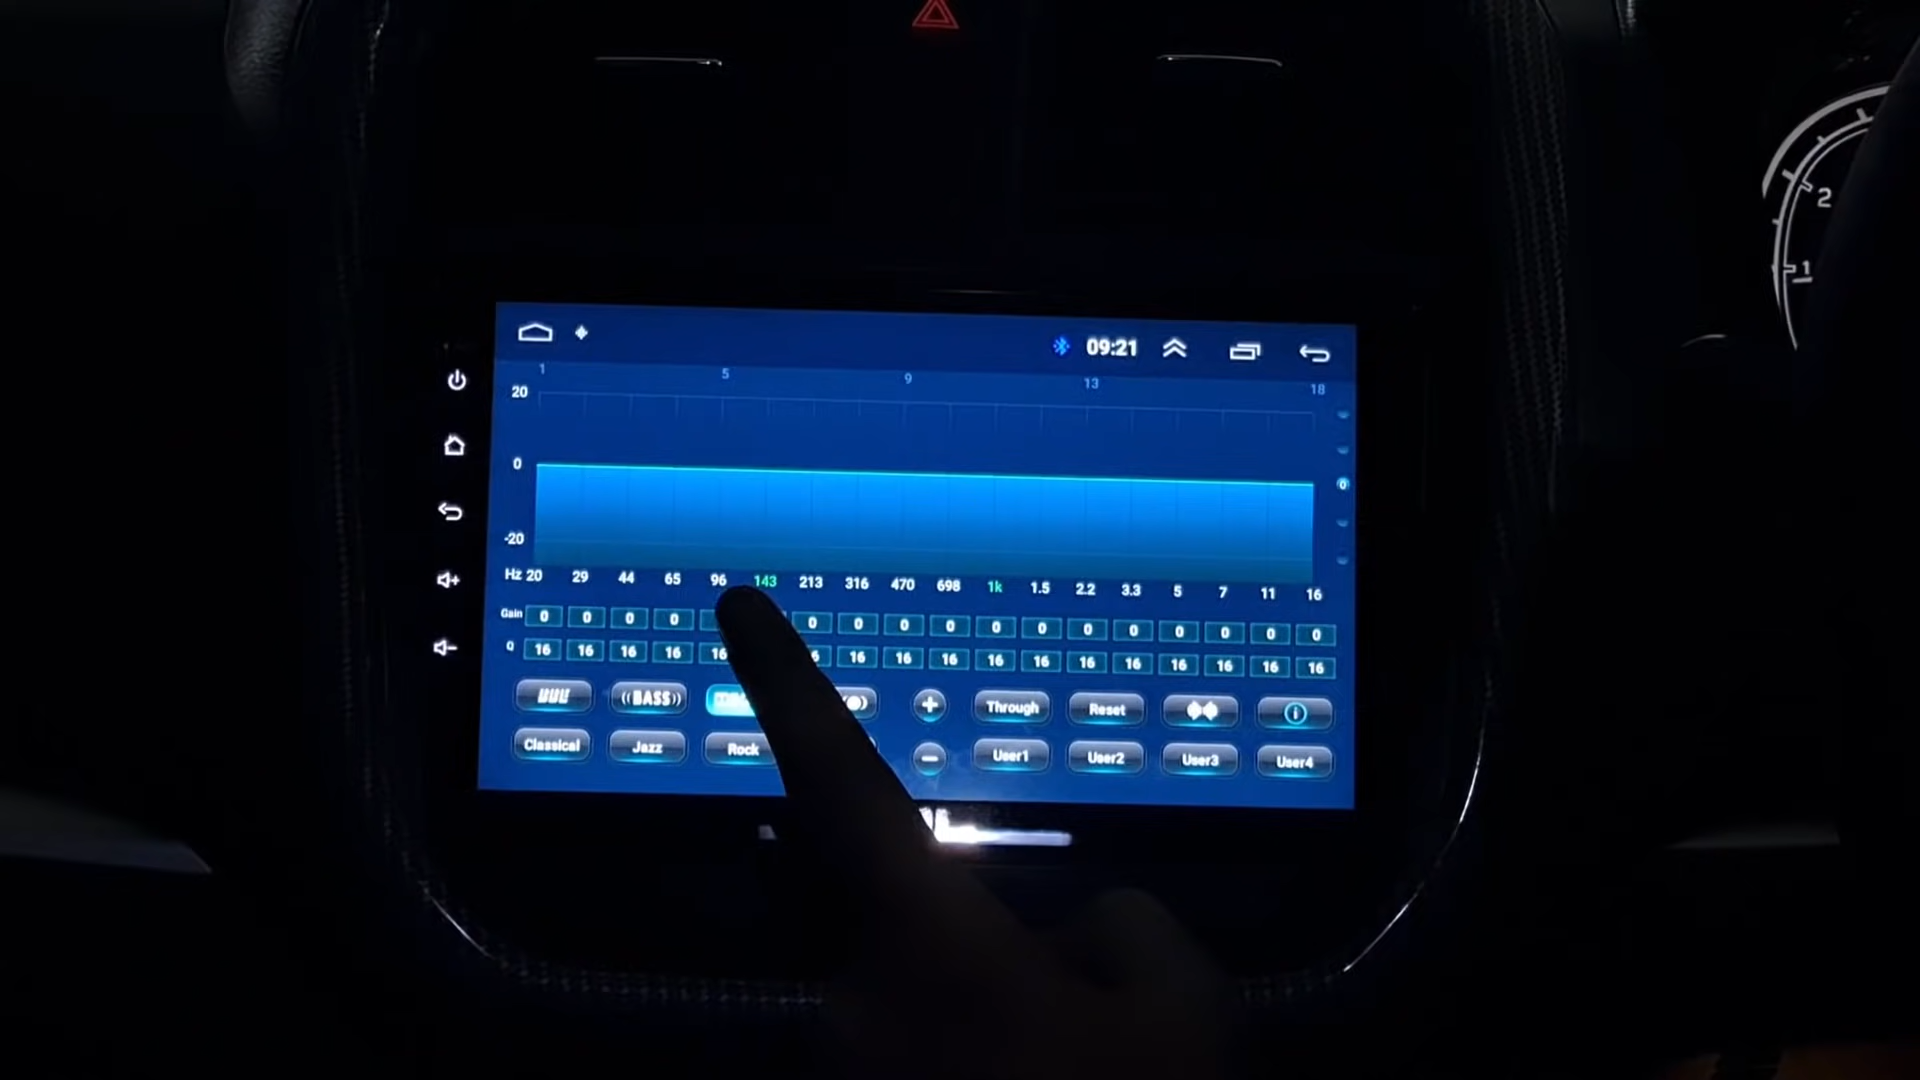 09:21
1 5 9 13 18
20
0
0
-20
Hz 20 29 44 65 96 143 213 316 470 698 1k 1.5 2.2 3.3 5 7 11 16
Gain 0 0 0 0 0 0 0 0 0 0 0 0 0 0 0 0
Q 16 16 16 16 16 6 16 16 16 16 16 16 16 16 16 16 16
((BASS)) + Through Reset
Classical Jazz Rock − User1 User2 User3 User4
2
1